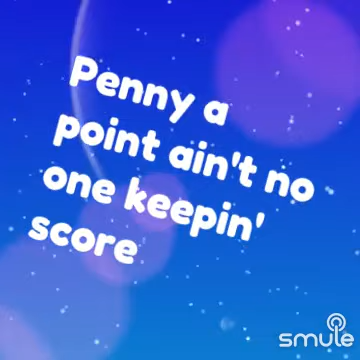 Penny a
point ain't no
one keepin'
score
smule